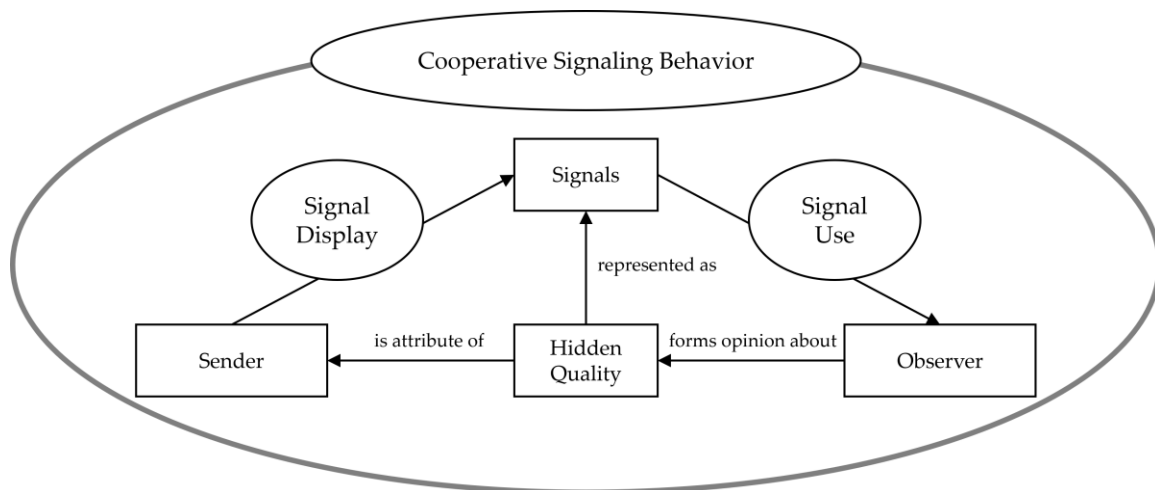 Cooperative Signaling Behavior
Signals
Signal
Display
Signal
Use
represented as
is attribute of
forms opinion about
Sender
Hidden
Quality
Observer